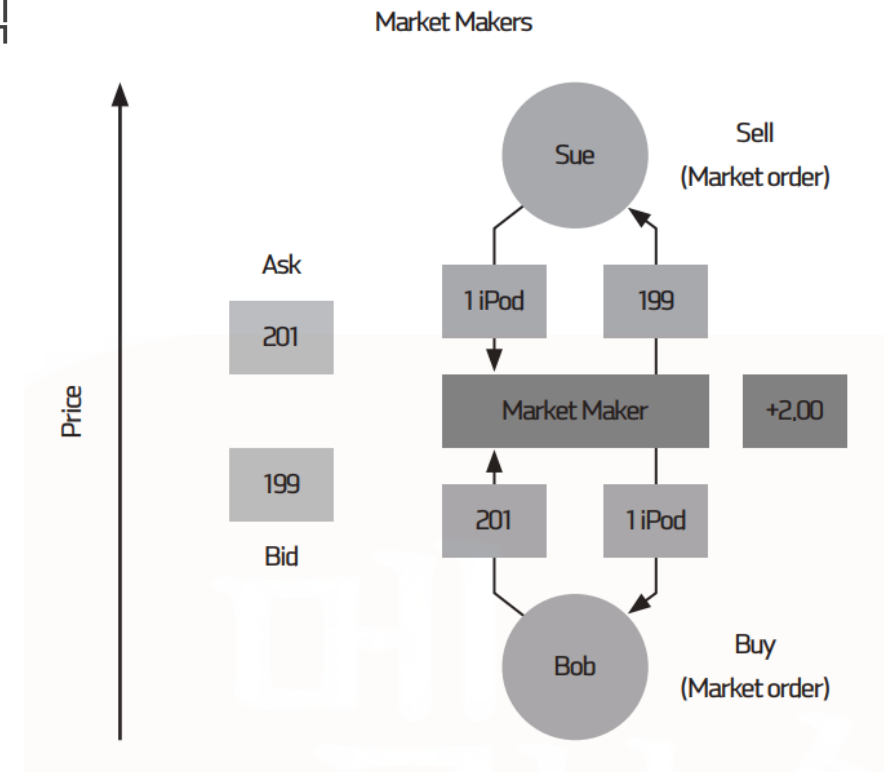 Market Makers
Sue
Sell
(Market order)
Ask
201
1 iPod
199
Price
Market Maker
+2.00
199
Bid
201
1 iPod
Bob
Buy
(Market order)